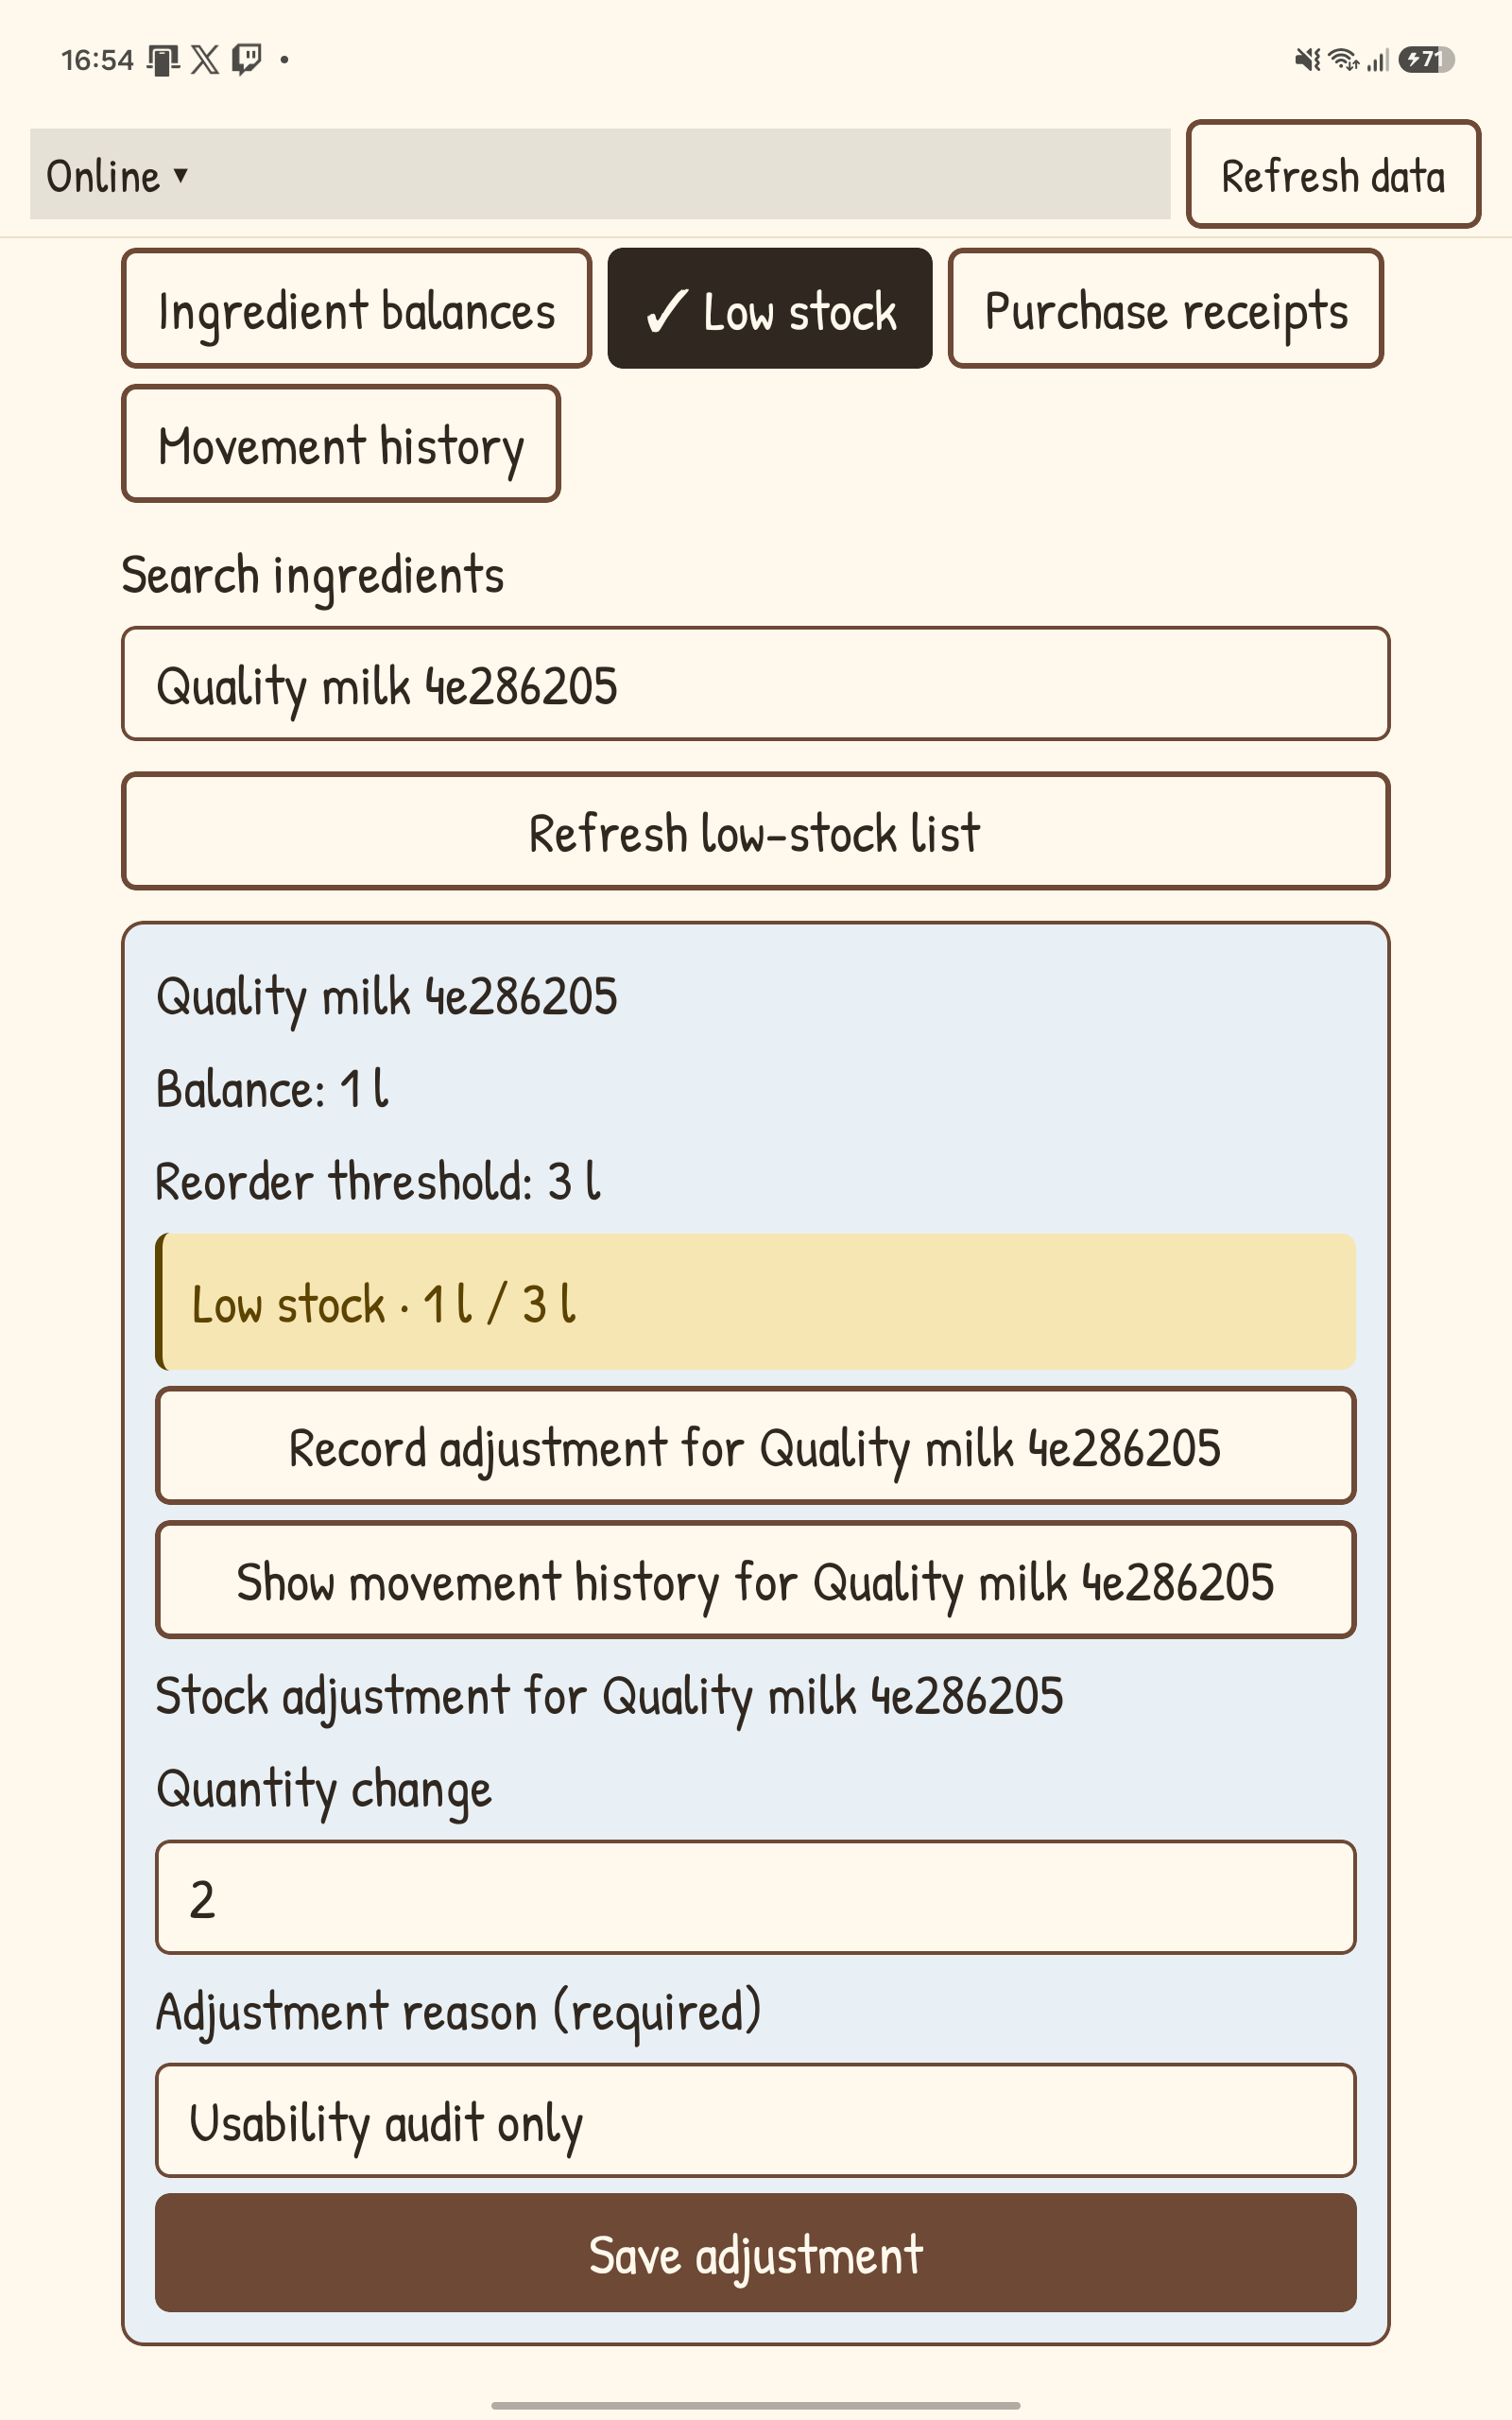 16:54
71
Online ▾
Refresh data
Ingredient balances
✓ Low stock
Purchase receipts
Movement history
Search ingredients
Quality milk 4e286205
Refresh low-stock list
Quality milk 4e286205
Balance: 1 l
Reorder threshold: 3 l
Low stock · 1 l / 3 l
Record adjustment for Quality milk 4e286205
Show movement history for Quality milk 4e286205
Stock adjustment for Quality milk 4e286205
Quantity change
2
Adjustment reason (required)
Usability audit only
Save adjustment